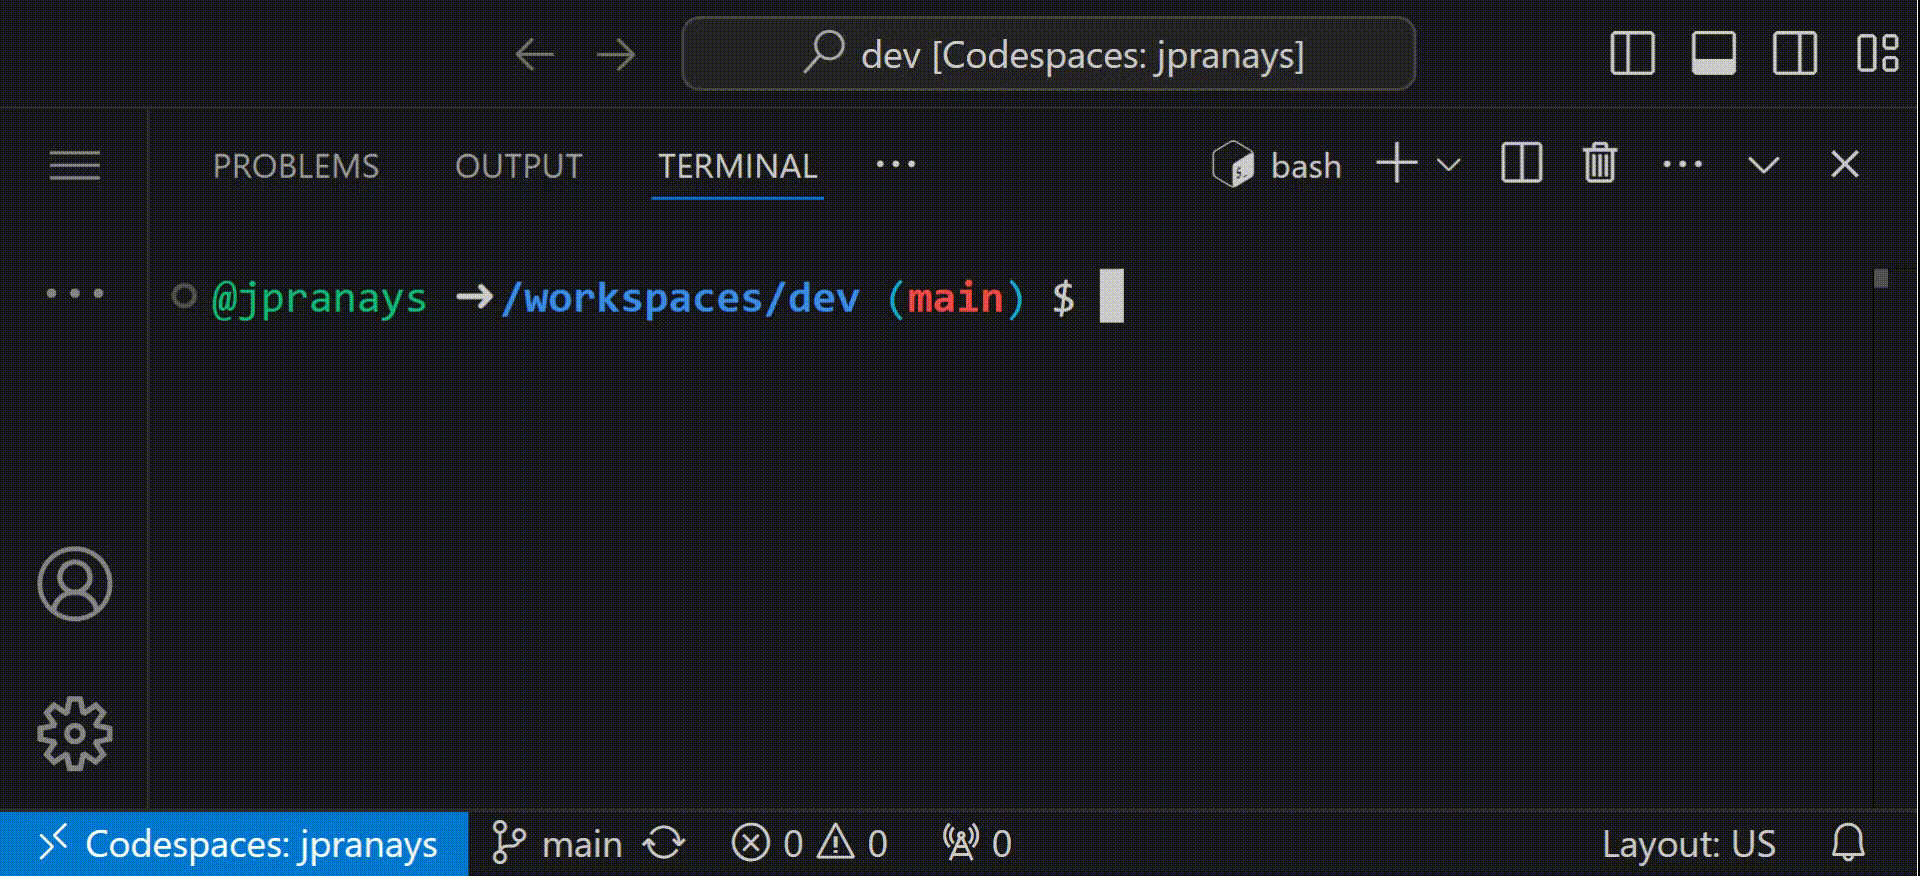 dev [Codespaces: jpranays]
PROBLEMS OUTPUT TERMINAL ··· bash
@jpranays ➜ /workspaces/dev (main) $
Codespaces: jpranays main 0 0 0 Layout: US